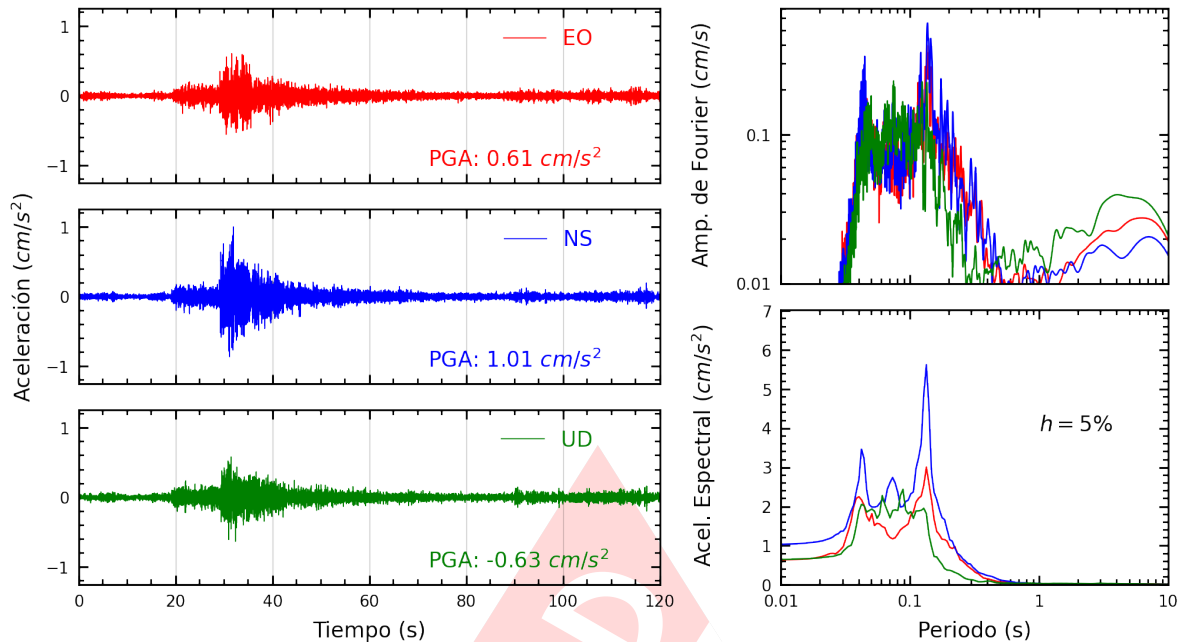 Aceleración (cm/s²)
1
0
−1
EO
PGA: 0.61 cm/s²
1
0
−1
NS
PGA: 1.01 cm/s²
1
0
−1
UD
PGA: -0.63 cm/s²
0 20 40 60 80 100 120
Tiempo (s)
Amp. de Fourier (cm/s)
0.1
0.01
Acel. Espectral (cm/s²)
7
6
5
4
3
2
1
0
h = 5%
0.01 0.1 1 10
Periodo (s)